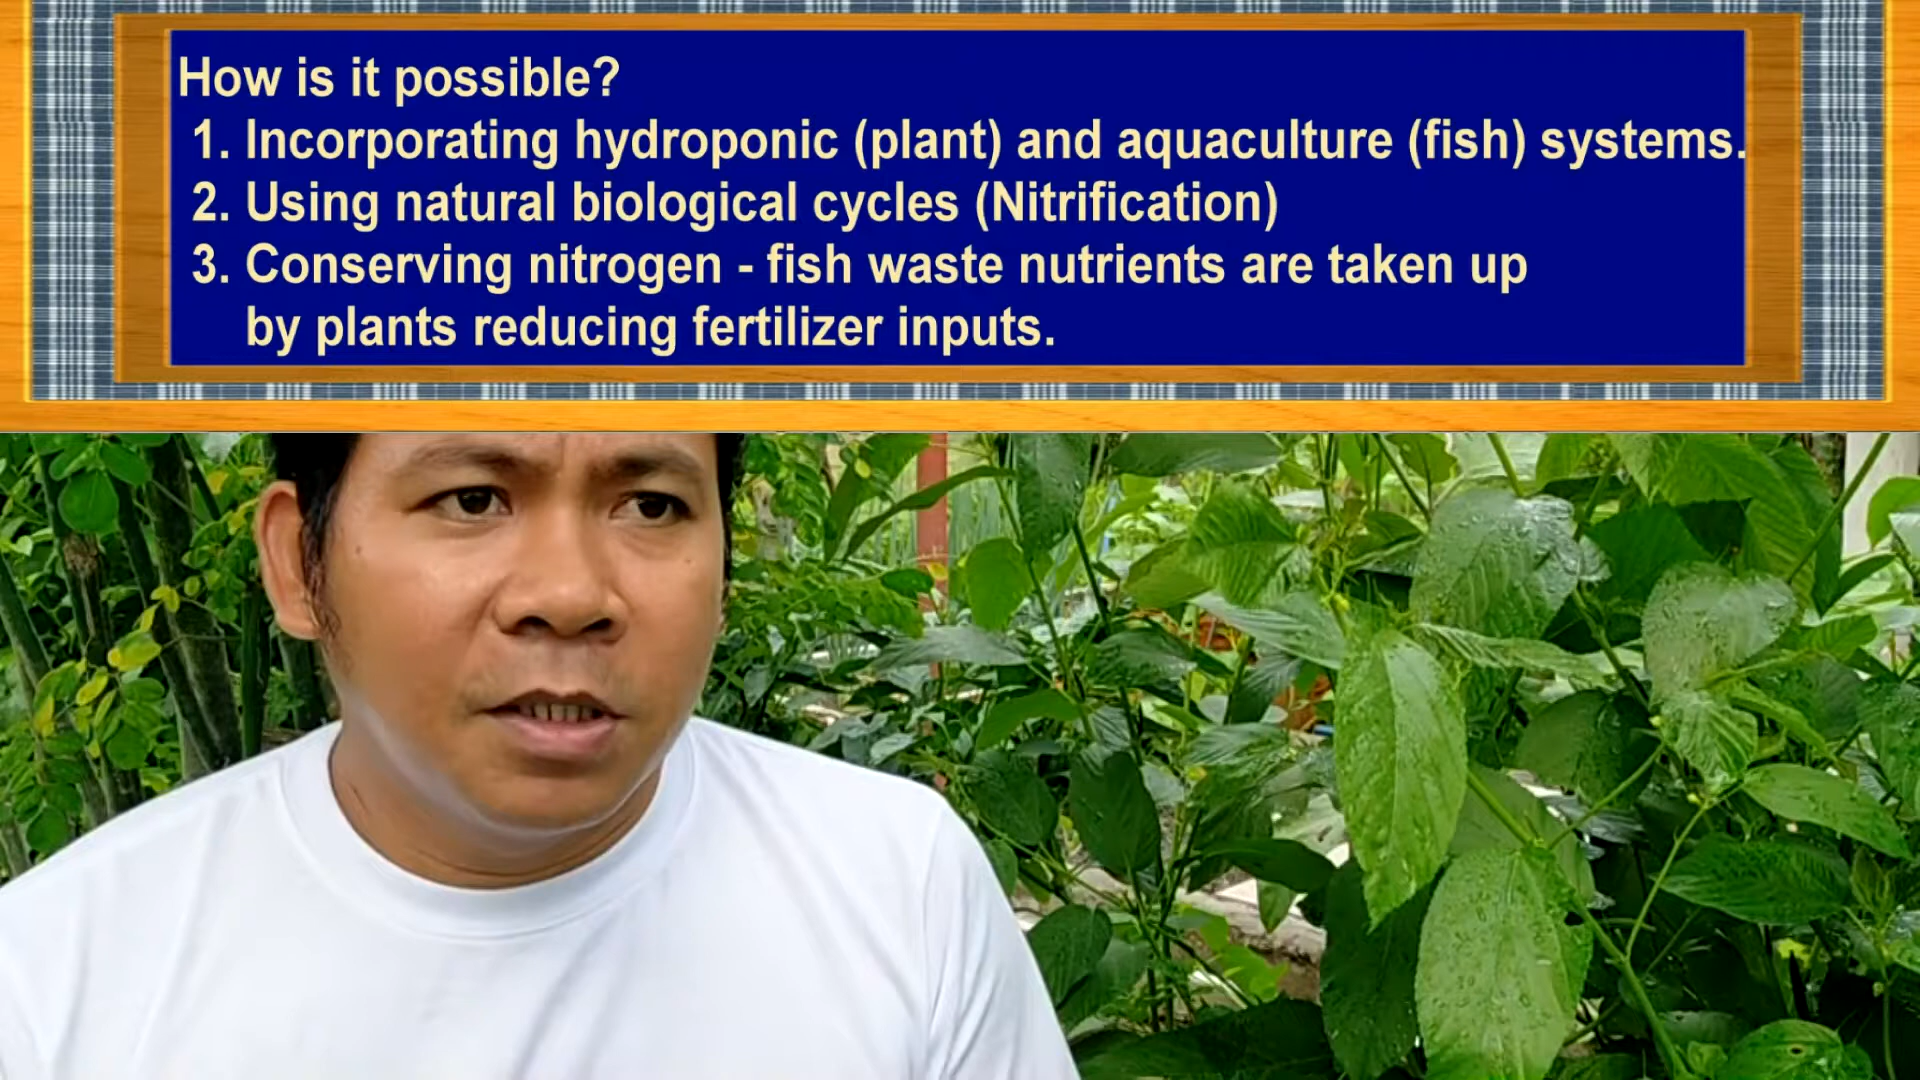 How is it possible?
1. Incorporating hydroponic (plant) and aquaculture (fish) systems.
2. Using natural biological cycles (Nitrification)
3. Conserving nitrogen - fish waste nutrients are taken up
by plants reducing fertilizer inputs.